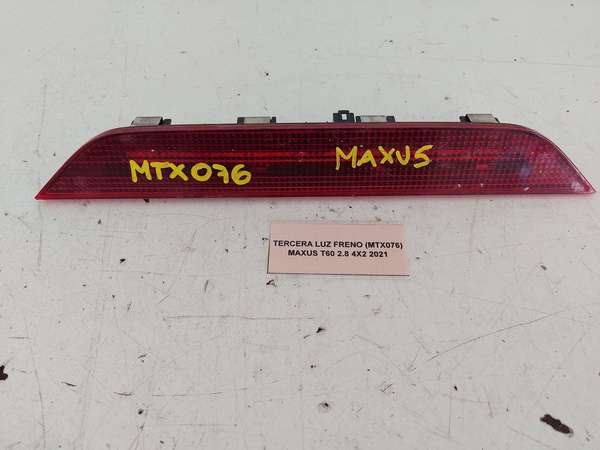 MTX076
MAXUS
TERCERA LUZ FRENO (MTX076)
MAXUS T60 2.8 4X2 2021